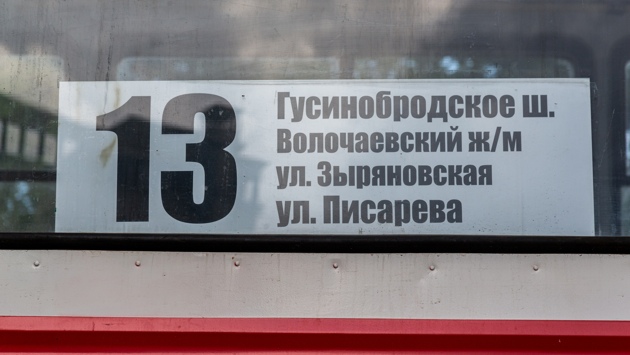 13
Гусинобродское ш.
Волочаевский ж/м
ул. Зыряновская
ул. Писарева